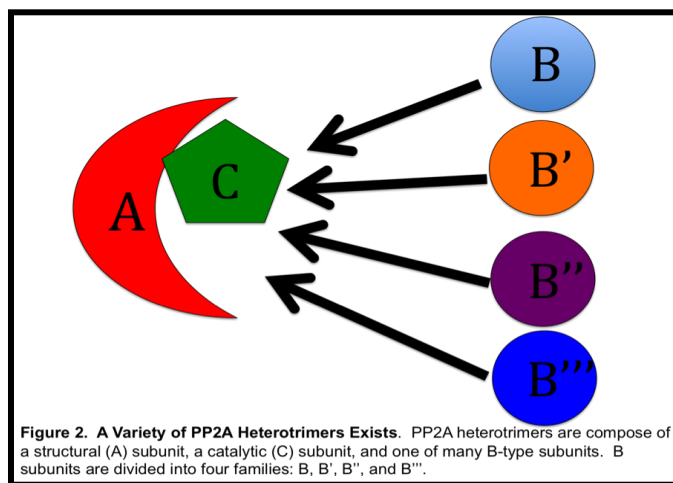 B
B’
A
C
B’’
B’’’
Figure 2.  A Variety of PP2A Heterotrimers Exists.  PP2A heterotrimers are compose of
a structural (A) subunit, a catalytic (C) subunit, and one of many B-type subunits.  B
subunits are divided into four families: B, B’, B’’, and B’’’.